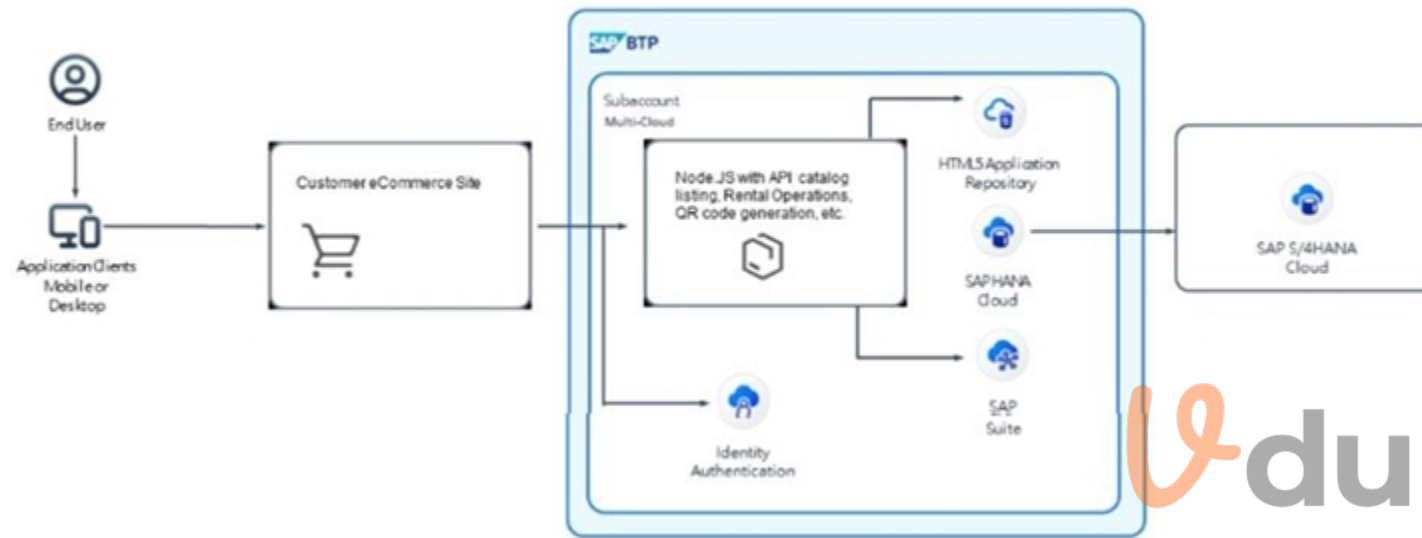 SAP BTP
Subaccount
Multi-Cloud
End User
Application Clients
Mobile or
Desktop
Customer eCommerce Site
Node.JS with API catalog
listing, Rental Operations,
QR code generation, etc.
HTML5 Application
Repository
SAP HANA
Cloud
SAP
Suite
Identity
Authentication
SAP S/4HANA
Cloud
Vdu